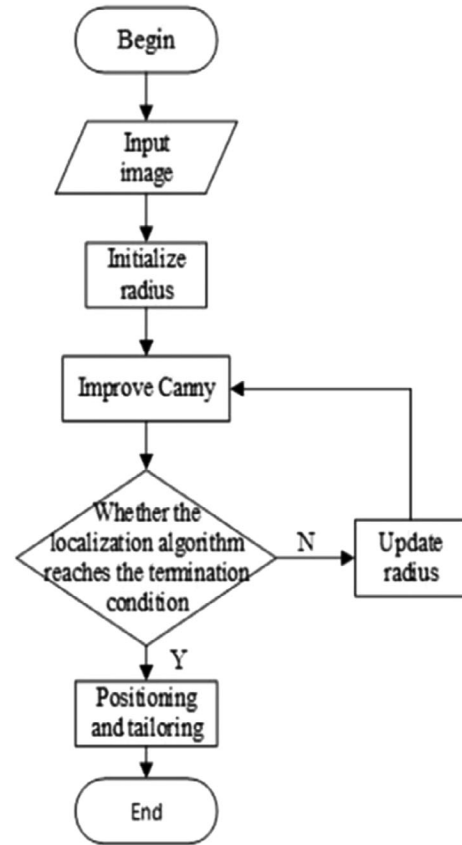 Begin
Input
image
Initialize
radius
Improve Canny
Whether the
localization algorithm
reaches the termination
condition
N
Update
radius
Y
Positioning
and tailoring
End